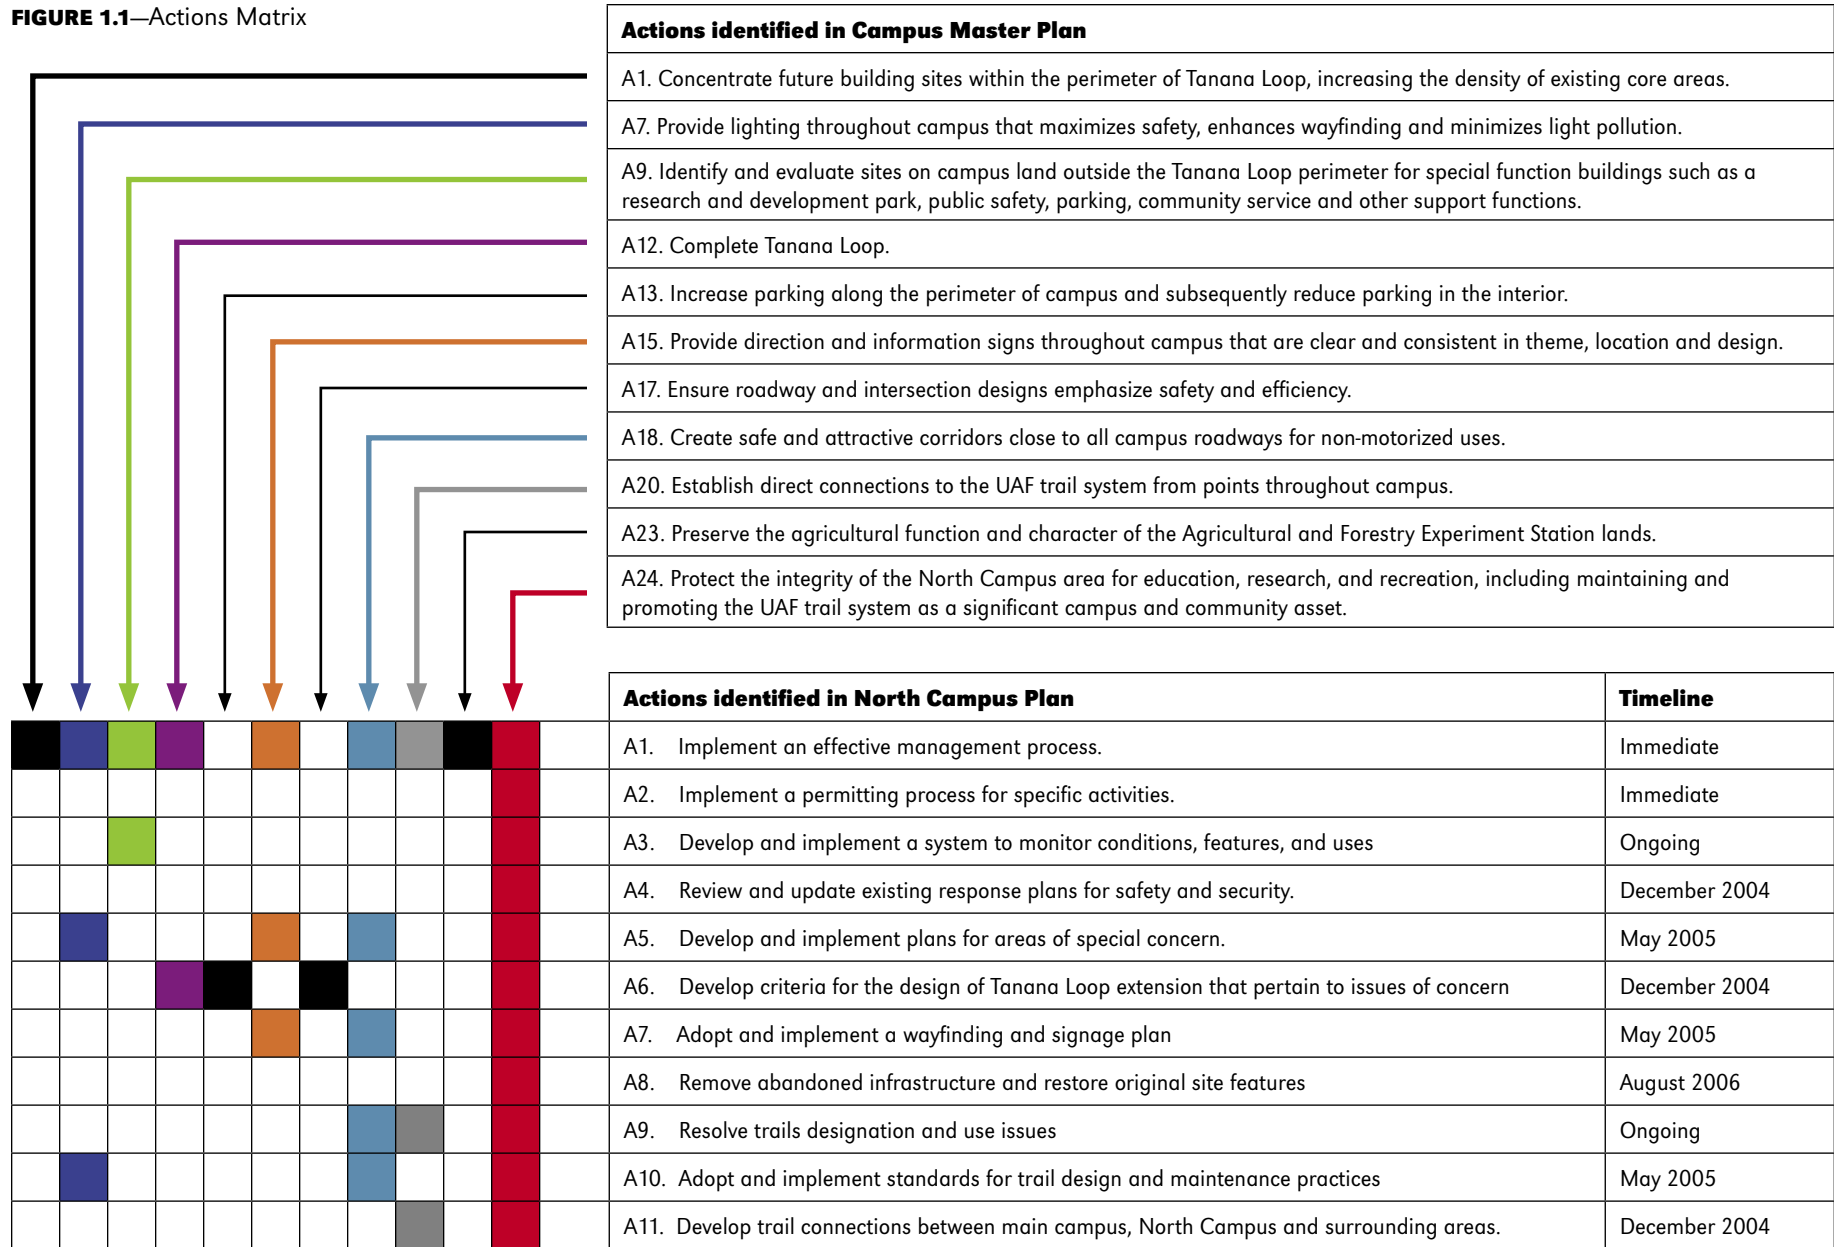 FIGURE 1.1—Actions Matrix
Actions identified in Campus Master Plan
A1. Concentrate future building sites within the perimeter of Tanana Loop, increasing the density of existing core areas.
A7. Provide lighting throughout campus that maximizes safety, enhances wayfinding and minimizes light pollution.
A9. Identify and evaluate sites on campus land outside the Tanana Loop perimeter for special function buildings such as a
research and development park, public safety, parking, community service and other support functions.
A12. Complete Tanana Loop.
A13. Increase parking along the perimeter of campus and subsequently reduce parking in the interior.
A15. Provide direction and information signs throughout campus that are clear and consistent in theme, location and design.
A17. Ensure roadway and intersection designs emphasize safety and efficiency.
A18. Create safe and attractive corridors close to all campus roadways for non-motorized uses.
A20. Establish direct connections to the UAF trail system from points throughout campus.
A23. Preserve the agricultural function and character of the Agricultural and Forestry Experiment Station lands.
A24. Protect the integrity of the North Campus area for education, research, and recreation, including maintaining and
promoting the UAF trail system as a significant campus and community asset.
Actions identified in North Campus Plan Timeline
A1. Implement an effective management process. Immediate
A2. Implement a permitting process for specific activities. Immediate
A3. Develop and implement a system to monitor conditions, features, and uses Ongoing
A4. Review and update existing response plans for safety and security. December 2004
A5. Develop and implement plans for areas of special concern. May 2005
A6. Develop criteria for the design of Tanana Loop extension that pertain to issues of concern December 2004
A7. Adopt and implement a wayfinding and signage plan May 2005
A8. Remove abandoned infrastructure and restore original site features August 2006
A9. Resolve trails designation and use issues Ongoing
A10. Adopt and implement standards for trail design and maintenance practices May 2005
A11. Develop trail connections between main campus, North Campus and surrounding areas. December 2004